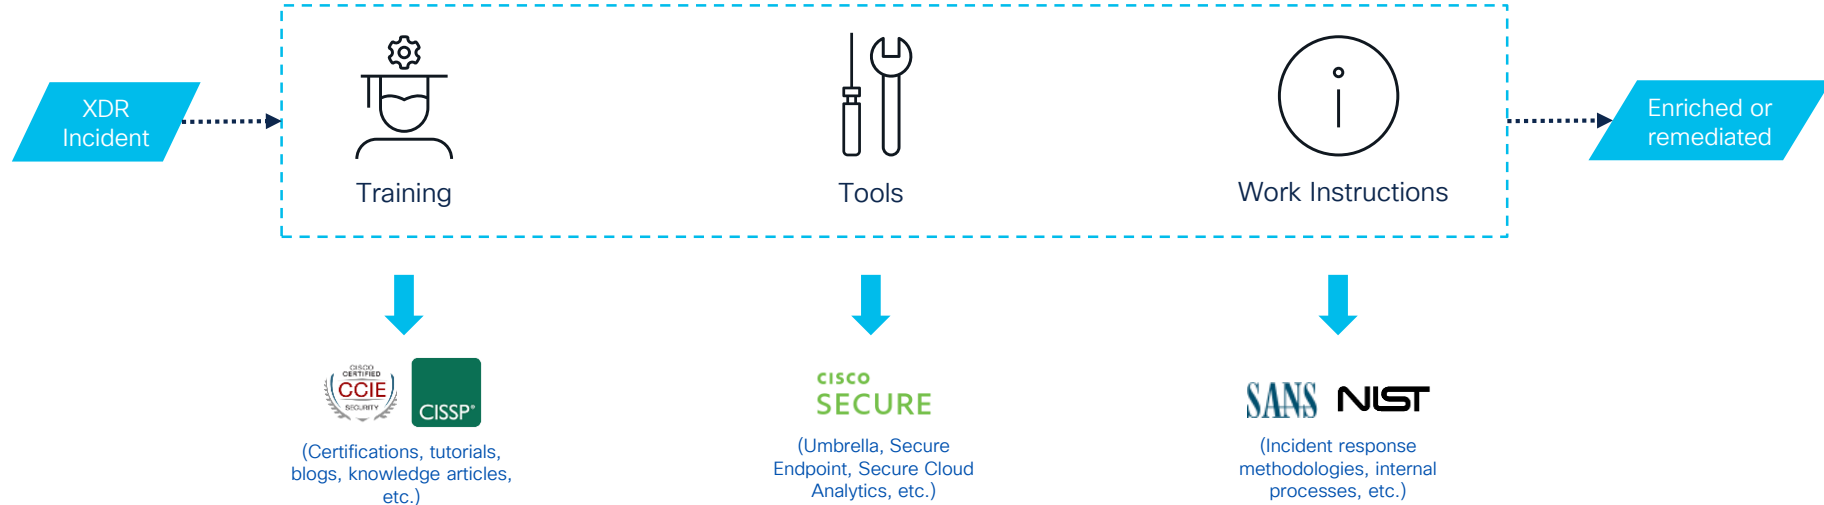 XDR
Incident
Training
Tools
Work Instructions
Enriched or
remediated
CISCO
CERTIFIED
CCIE
SECURITY
CISSP®
(Certifications, tutorials,
blogs, knowledge articles,
etc.)
CISCO
SECURE
(Umbrella, Secure
Endpoint, Secure Cloud
Analytics, etc.)
SANS
NIST
(Incident response
methodologies, internal
processes, etc.)